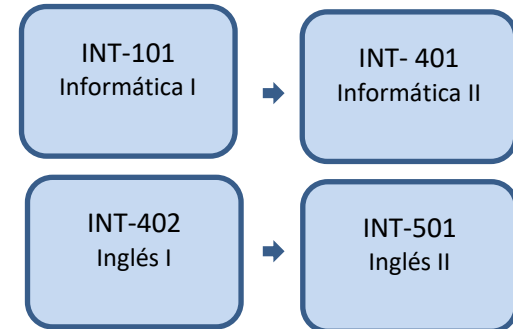 INT-101
Informática I
INT- 401
Informática II
INT-402
Inglés I
INT-501
Inglés II